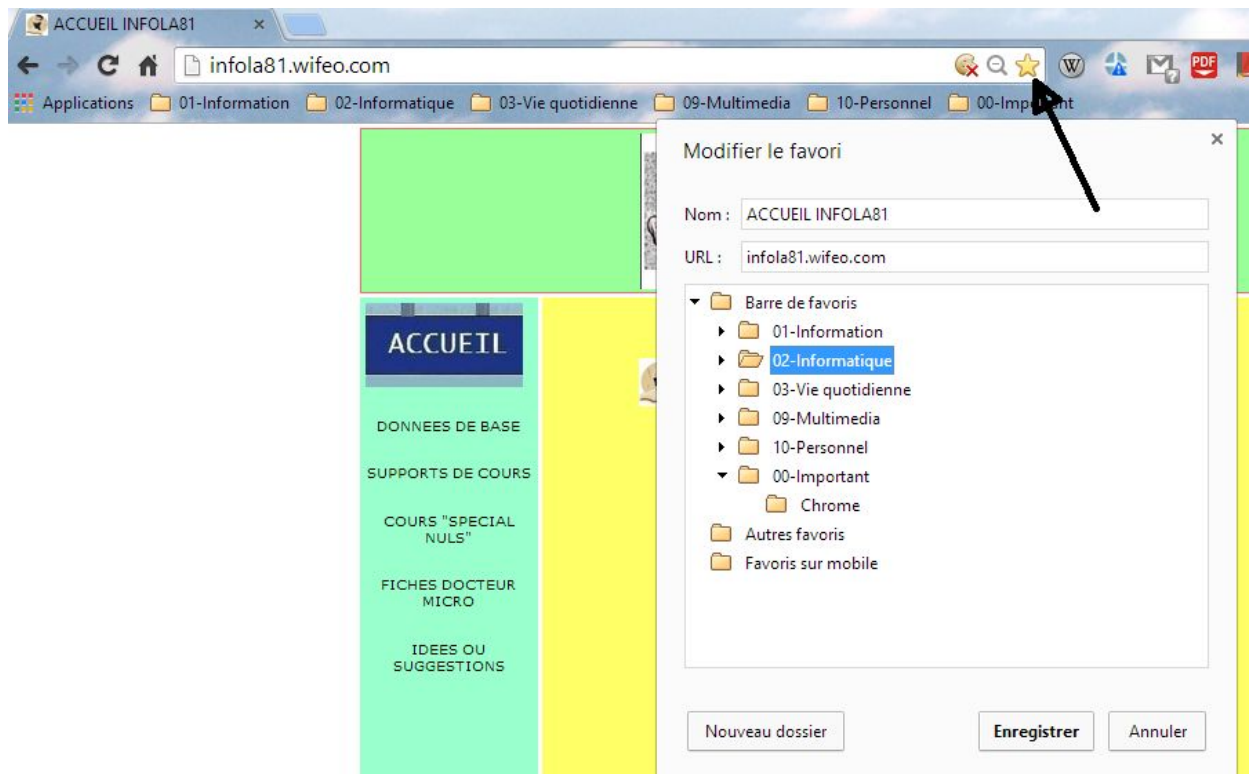 ACCUEIL INFOLA81
infola81.wifeo.com
W
PDF
Applications 01-Information 02-Informatique 03-Vie quotidienne 09-Multimedia 10-Personnel
Modifier le favori
Nom : ACCUEIL INFOLA81
URL : infola81.wifeo.com
Barre de favoris
01-Information
02-Informatique
03-Vie quotidienne
09-Multimedia
10-Personnel
00-Important
Chrome
Autres favoris
Favoris sur mobile
Nouveau dossier Enregistrer Annuler
ACCUEIL
DONNEES DE BASE
SUPPORTS DE COURS
COURS "SPECIAL
NULS"
FICHES DOCTEUR
MICRO
IDEES OU
SUGGESTIONS